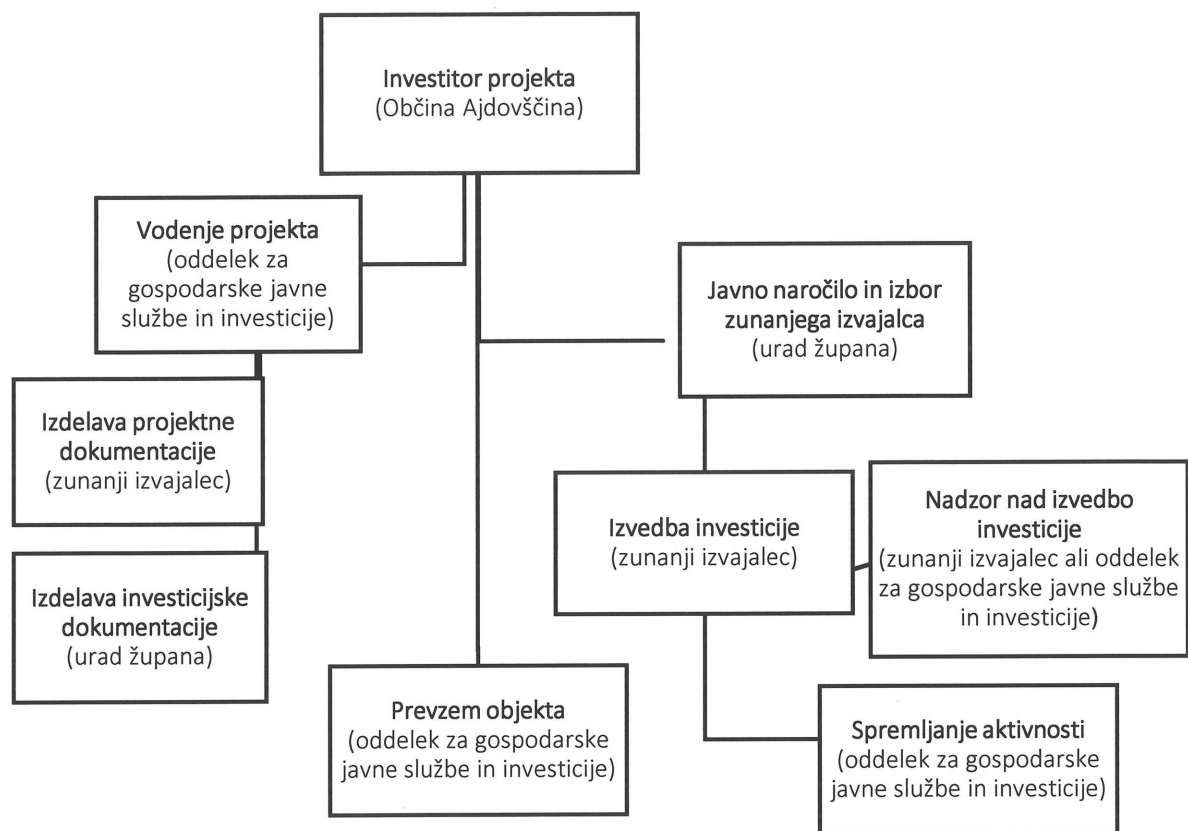 Investitor projekta
(Občina Ajdovščina)
Vodenje projekta
(oddelek za
gospodarske javne
službe in investicije)
Javno naročilo in izbor
zunanjega izvajalca
(urad župana)
Izdelava projektne
dokumentacije
(zunanji izvajalec)
Izvedba investicije
(zunanji izvajalec)
Nadzor nad izvedbo
investicije
(zunanji izvajalec ali oddelek
za gospodarske javne službe
in investicije)
Izdelava investicijske
dokumentacije
(urad župana)
Prevzem objekta
(oddelek za gospodarske
javne službe in investicije)
Spremljanje aktivnosti
(oddelek za gospodarske
javne službe in investicije)